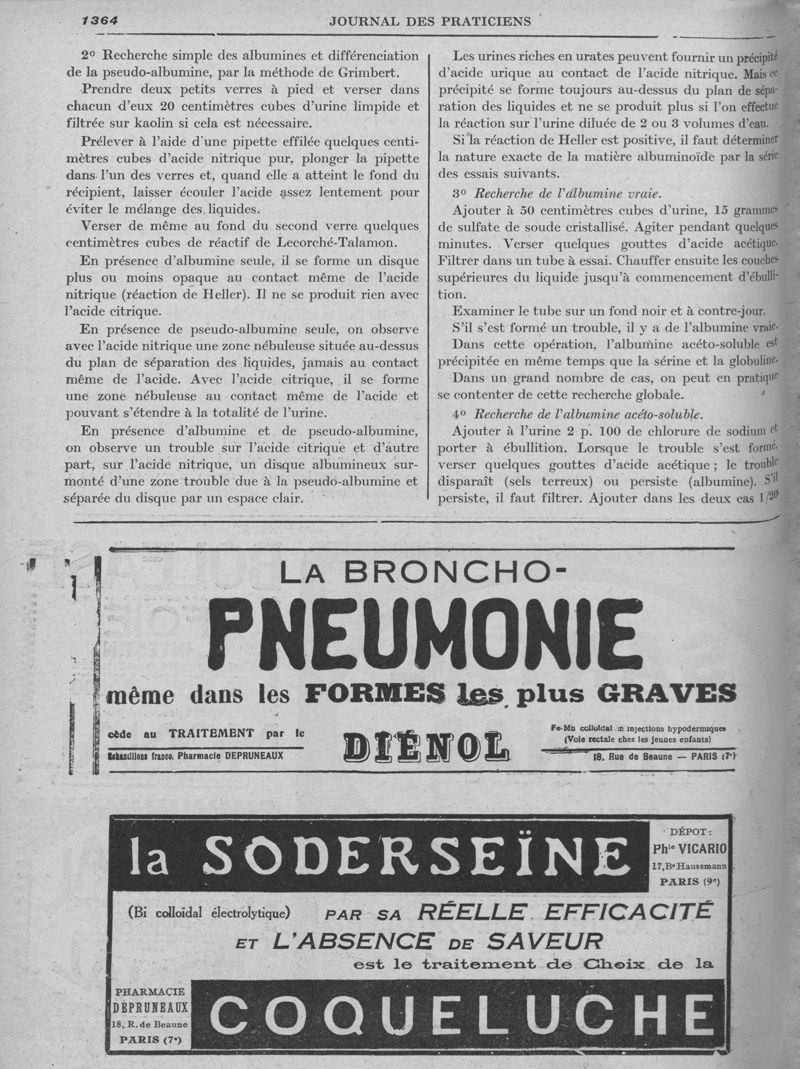 1364
JOURNAL DES PRATICIENS
2º Recherche simple des albumines et différenciation
de la pseudo-albumine, par la méthode de Grimbert.
Prendre deux petits verres à pied et verser dans
chacun d'eux 20 centimètres cubes d'urine limpide et
filtrée sur kaolin si cela est nécessaire.
Prélever à l'aide d'une pipette effilée quelques centi-
mètres cubes d'acide nitrique pur, plonger la pipette
dans l'un des verres et, quand elle a atteint le fond du
récipient, laisser écouler l'acide assez lentement pour
éviter le mélange des liquides.
Verser de même au fond du second verre quelques
centimètres cubes de réactif de Lecorché-Talamon.
En présence d'albumine seule, il se forme un disque
plus ou moins opaque au contact même de l'acide
nitrique (réaction de Heller). Il ne se produit rien avec
l'acide citrique.
En présence de pseudo-albumine seule, on observe
avec l'acide nitrique une zone nébuleuse située au-dessus
du plan de séparation des liquides, jamais au contact
même de l'acide. Avec l'acide citrique, il se forme
une zone nébuleuse au contact même de l'acide et
pouvant s'étendre à la totalité de l'urine.
En présence d'albumine et de pseudo-albumine,
on observe un trouble sur l'acide citrique et d'autre
part, sur l'acide nitrique, un disque albumineux sur-
monté d'une zone trouble due à la pseudo-albumine et
séparée du disque par un espace clair.
Les urines riches en urates peuvent fournir un précipité
d'acide urique au contact de l'acide nitrique. Mais ce
précipité se forme toujours au-dessus du plan de sépa-
ration des liquides et ne se produit plus si l'on effectue
la réaction sur l'urine diluée de 2 ou 3 volumes d'eau.
Si la réaction de Heller est positive, il faut déterminer
la nature exacte de la matière albuminoïde par la série
des essais suivants.
3º Recherche de l'albumine vraie.
Ajouter à 50 centimètres cubes d'urine, 15 grammes
de sulfate de soude cristallisé. Agiter pendant quelques
minutes. Verser quelques gouttes d'acide acétique.
Filtrer dans un tube à essai. Chauffer ensuite les couches
supérieures du liquide jusqu'à commencement d'ébulli-
tion.
Examiner le tube sur un fond noir et à contre-jour.
S'il s'est formé un trouble, il y a de l'albumine vraie.
Dans cette opération, l'albumine acéto-soluble est
précipitée en même temps que la sérine et la globuline.
Dans un grand nombre de cas, on peut en pratique
se contenter de cette recherche globale.
4º Recherche de l'albumine acéto-soluble.
Ajouter à l'urine 2 p. 100 de chlorure de sodium et
porter à ébullition. Lorsque le trouble s'est formé,
verser quelques gouttes d'acide acétique ; le trouble
disparaît (sels terreux) ou persiste (albumine). S'il
persiste, il faut filtrer. Ajouter dans les deux cas 1/20
LA BRONCHO-
PNEUMONIE
même dans les FORMES les plus GRAVES
cède au TRAITEMENT par le
Echantillons franco. Pharmacie DEPRUNEAUX
DIÉNOL
Fe-Mn colloïdal en injections hypodermiques
(Voie rectale chez les jeunes enfants)
18, Rue de Beaune — PARIS (7e)
la SODERSEÏNE
DÉPOT :
Phie VICARIO
17, Bd Haussmann
PARIS (9e)
(Bi colloïdal électrolytique) PAR SA RÉELLE EFFICACITÉ
ET L'ABSENCE DE SAVEUR
est le traitement de Choix de la
PHARMACIE
DEPRUNEAUX
18, R. de Beaune
PARIS (7e)
COQUELUCHE